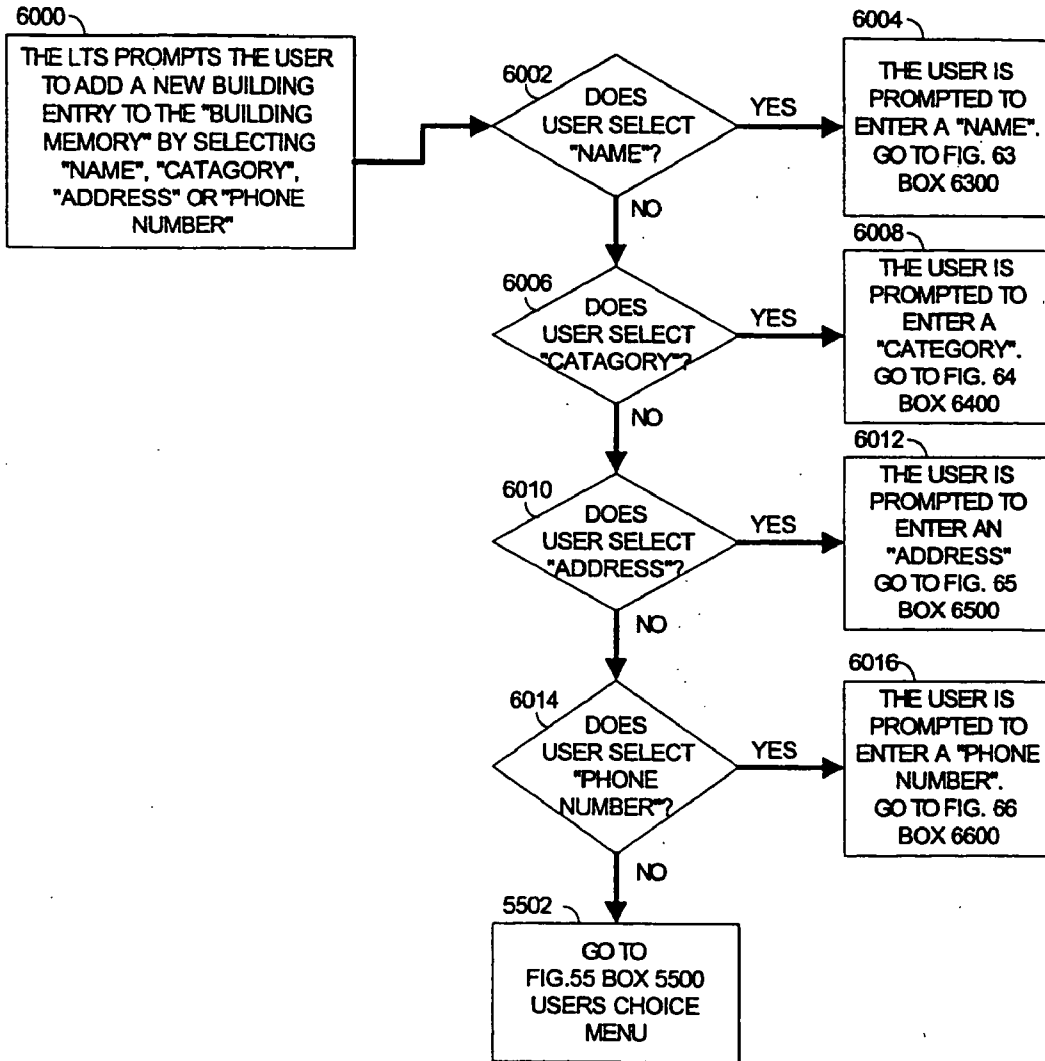 6000
THE LTS PROMPTS THE USER
TO ADD A NEW BUILDING
ENTRY TO THE "BUILDING
MEMORY" BY SELECTING
"NAME", "CATAGORY",
"ADDRESS" OR "PHONE
NUMBER"
6002
DOES
USER SELECT
"NAME"?
YES
NO
6004
THE USER IS
PROMPTED TO
ENTER A "NAME".
GO TO FIG. 63
BOX 6300
6006
DOES
USER SELECT
"CATAGORY"?
YES
NO
6008
THE USER IS
PROMPTED TO
ENTER A
"CATEGORY".
GO TO FIG. 64
BOX 6400
6010
DOES
USER SELECT
"ADDRESS"?
YES
NO
6012
THE USER IS
PROMPTED TO
ENTER AN
"ADDRESS"
GO TO FIG. 65
BOX 6500
6014
DOES
USER SELECT
"PHONE
NUMBER"?
YES
NO
6016
THE USER IS
PROMPTED TO
ENTER A "PHONE
NUMBER".
GO TO FIG. 66
BOX 6600
5502
GO TO
FIG.55 BOX 5500
USERS CHOICE
MENU